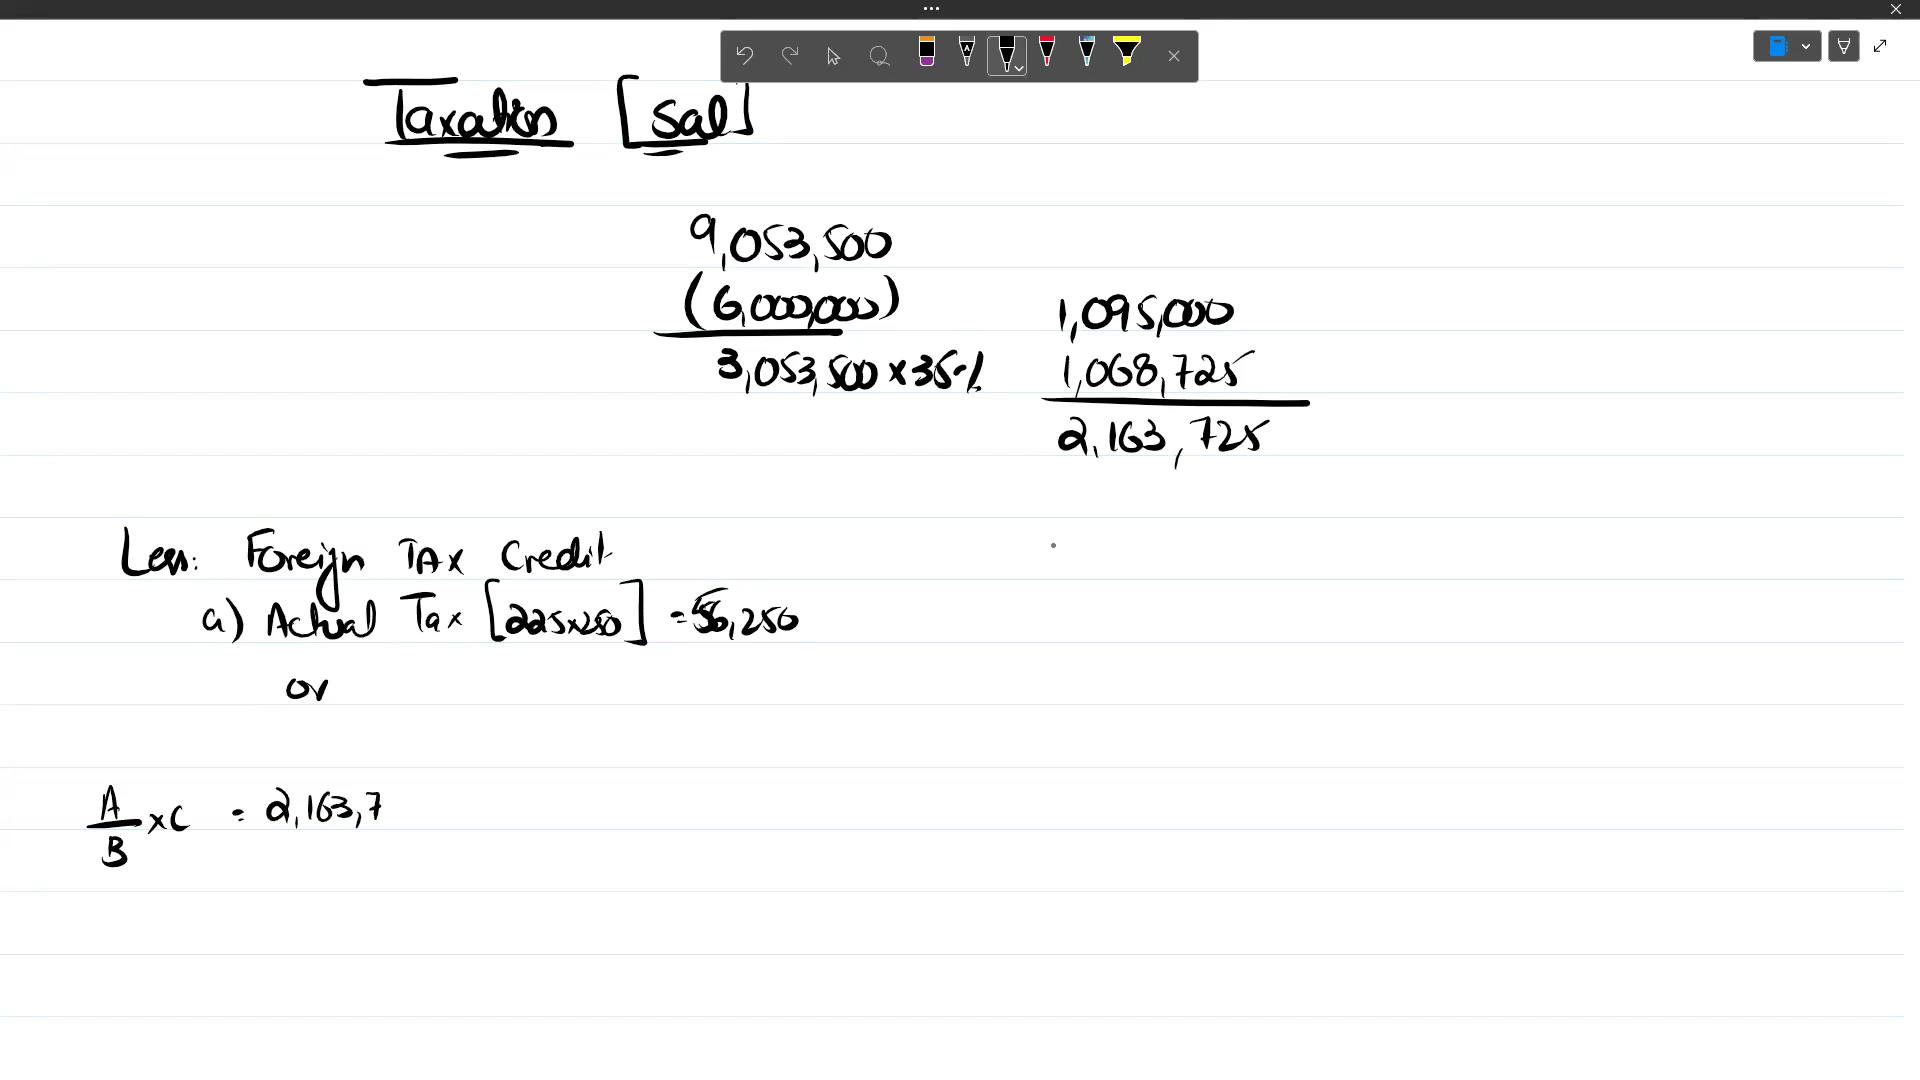 Taxation [Sal]
9,053,500
(6,000,000) 1,095,000
3,053,500 x 35% 1,068,725
2,163,725
Less: Foreign TAX Credit
a) Actual Tax [225x250] = 56,250
or
A/B x C = 2,163,7